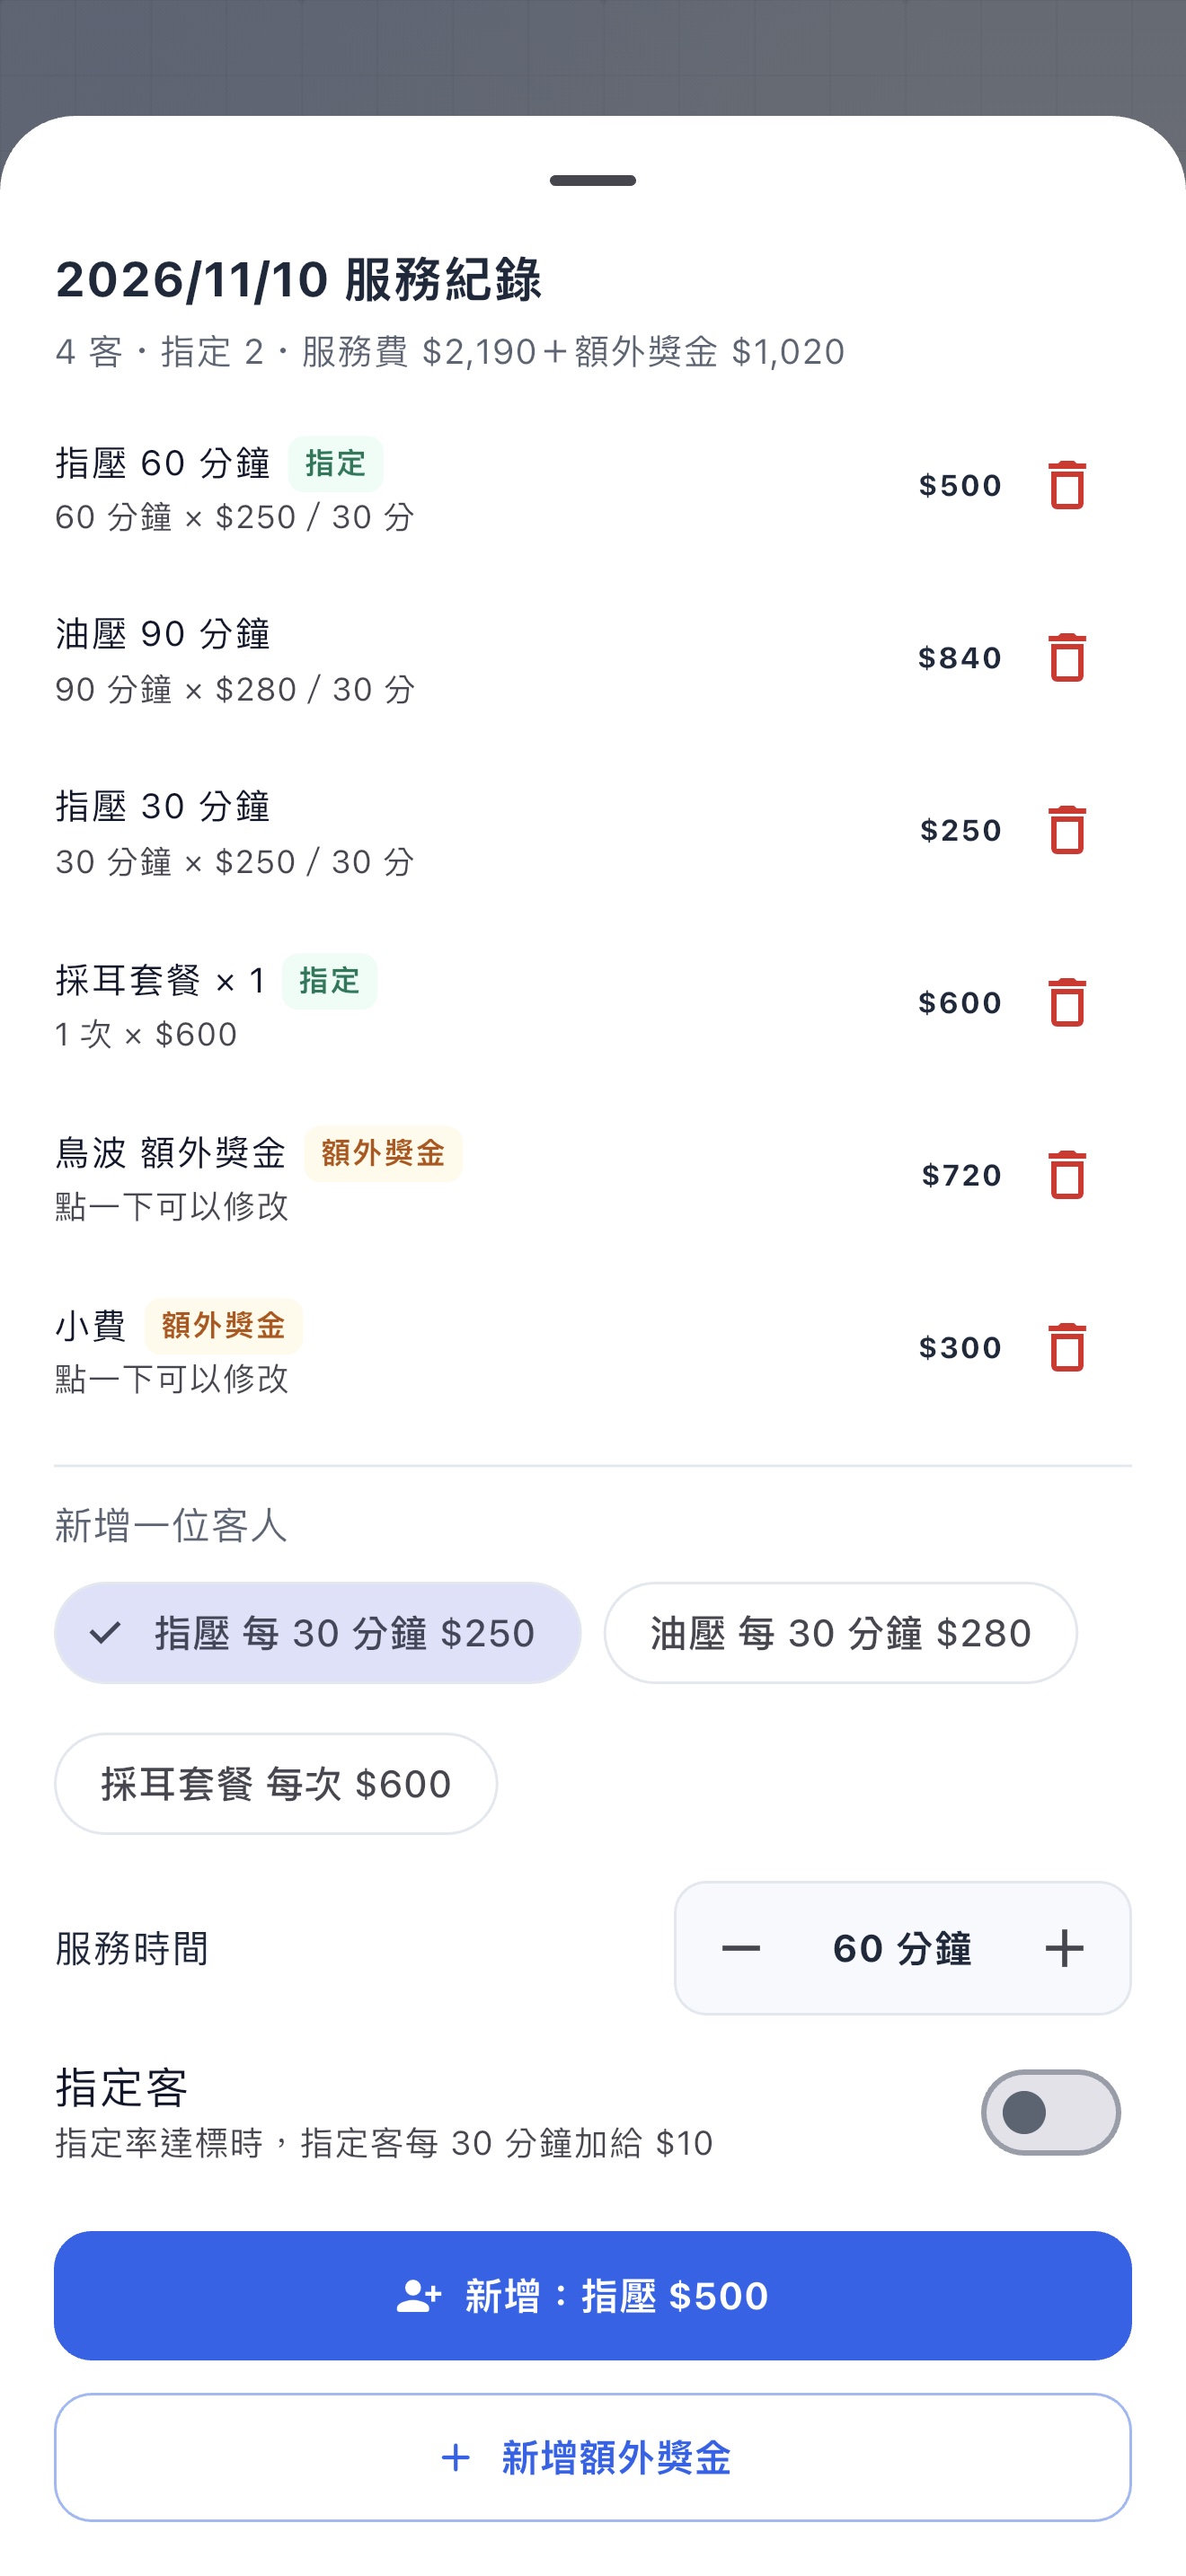 2026/11/10 服務紀錄
4 客・指定 2・服務費 $2,190＋額外獎金 $1,020
指壓 60 分鐘 指定
60 分鐘 × $250 / 30 分
$500
油壓 90 分鐘
90 分鐘 × $280 / 30 分
$840
指壓 30 分鐘
30 分鐘 × $250 / 30 分
$250
採耳套餐 × 1 指定
1 次 × $600
$600
鳥波 額外獎金 額外獎金
點一下可以修改
$720
小費 額外獎金
點一下可以修改
$300
新增一位客人
指壓 每 30 分鐘 $250
油壓 每 30 分鐘 $280
採耳套餐 每次 $600
服務時間
60 分鐘
指定客
指定率達標時，指定客每 30 分鐘加給 $10
新增：指壓 $500
新增額外獎金